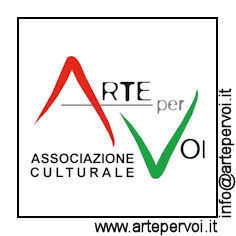 ARTE per
VOI
ASSOCIAZIONE
CULTURALE
info@artepervoi.it
www.artepervoi.it